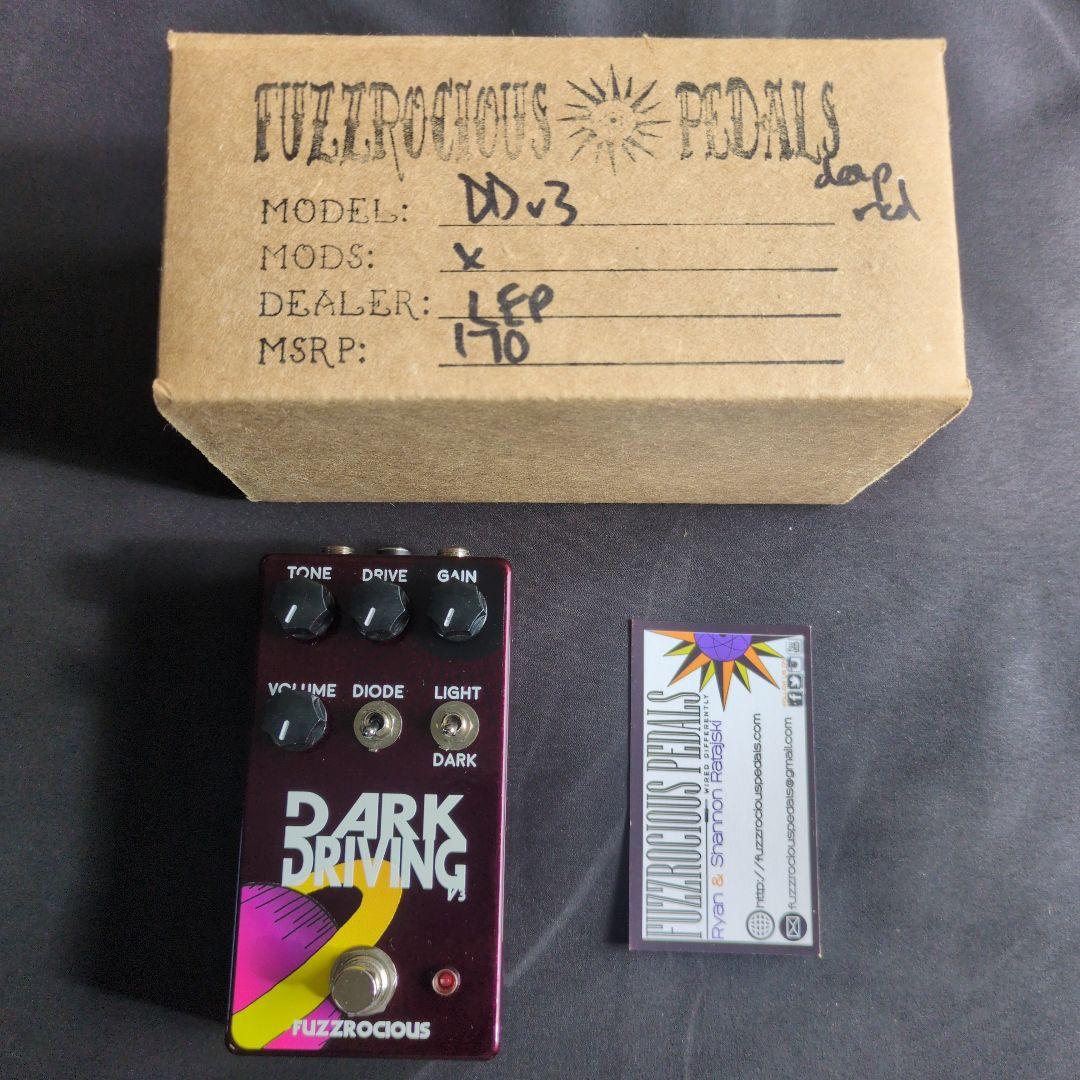 FUZZROCIOUS PEDALS
deep
red
MODEL: DDv3
MODS: X
DEALER: LEP
MSRP: 170
TONE DRIVE GAIN
VOLUME DIODE LIGHT
DARK
DARK
DRIVING
V3
FUZZROCIOUS
FUZZROCIOUS PEDALS
WIRED DIFFERENTLY
Ryan & Shannon Ratajski
http://fuzzrociouspedals.com
fuzzrociouspedals@gmail.com